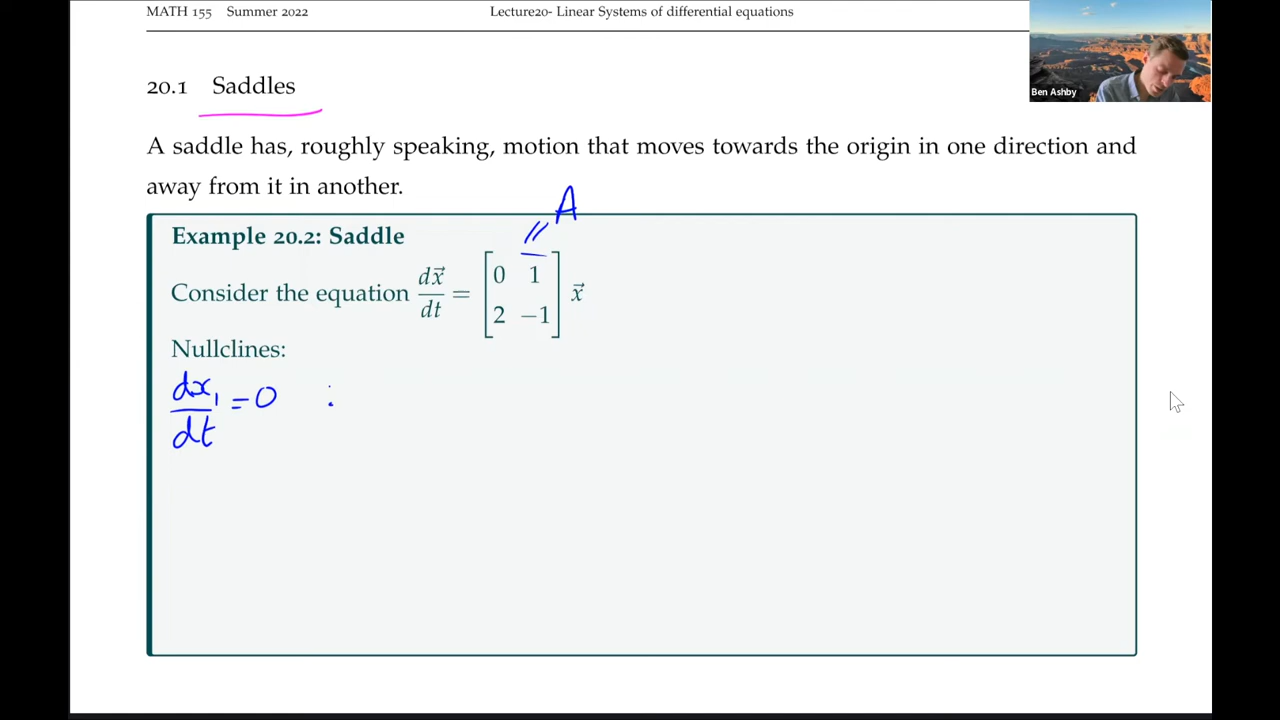 MATH 155 Summer 2022 Lecture20- Linear Systems of differential equations
Ben Ashby
20.1 Saddles
A saddle has, roughly speaking, motion that moves towards the origin in one direction and
away from it in another.
A
Example 20.2: Saddle
Consider the equation dx⃗/dt = [0 1; 2 −1] x⃗
Nullclines:
dx₁/dt = 0 :